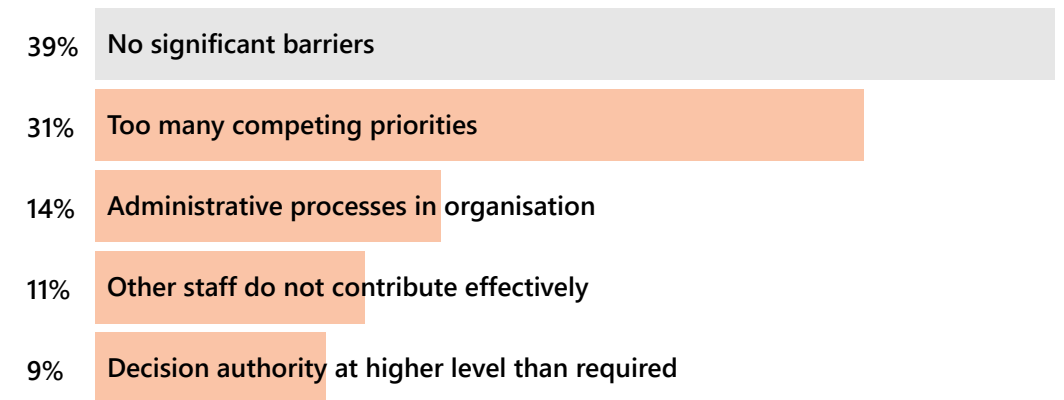 39% No significant barriers
31% Too many competing priorities
14% Administrative processes in organisation
11% Other staff do not contribute effectively
9% Decision authority at higher level than required